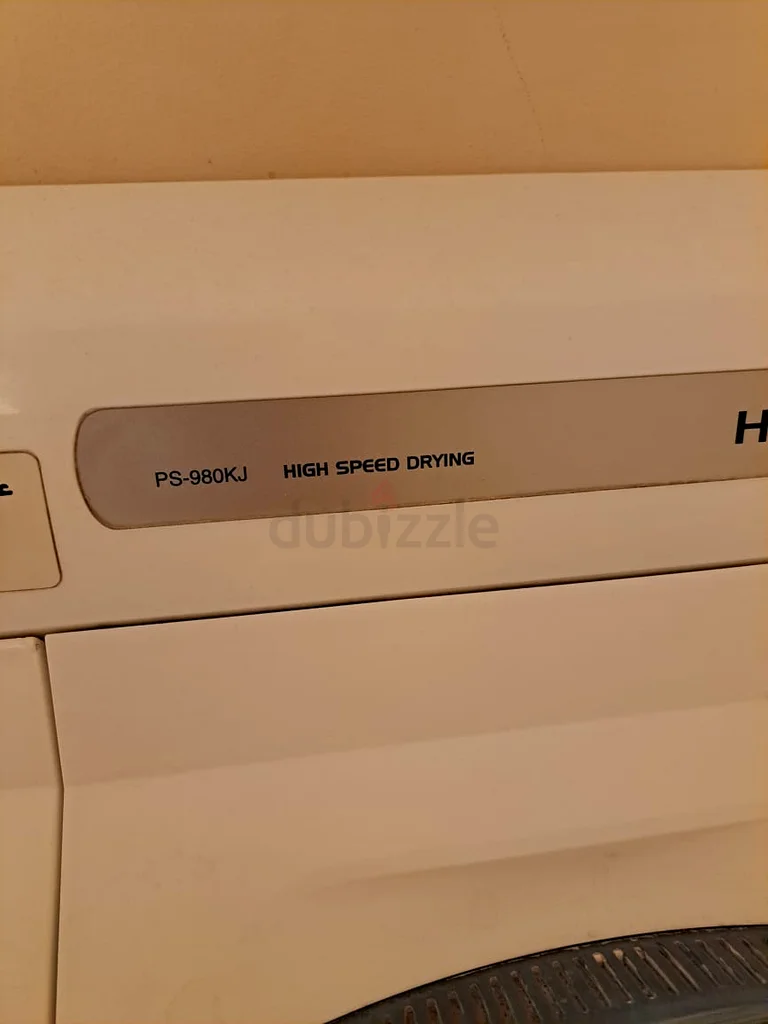 PS-980KJ HIGH SPEED DRYING
dubizzle